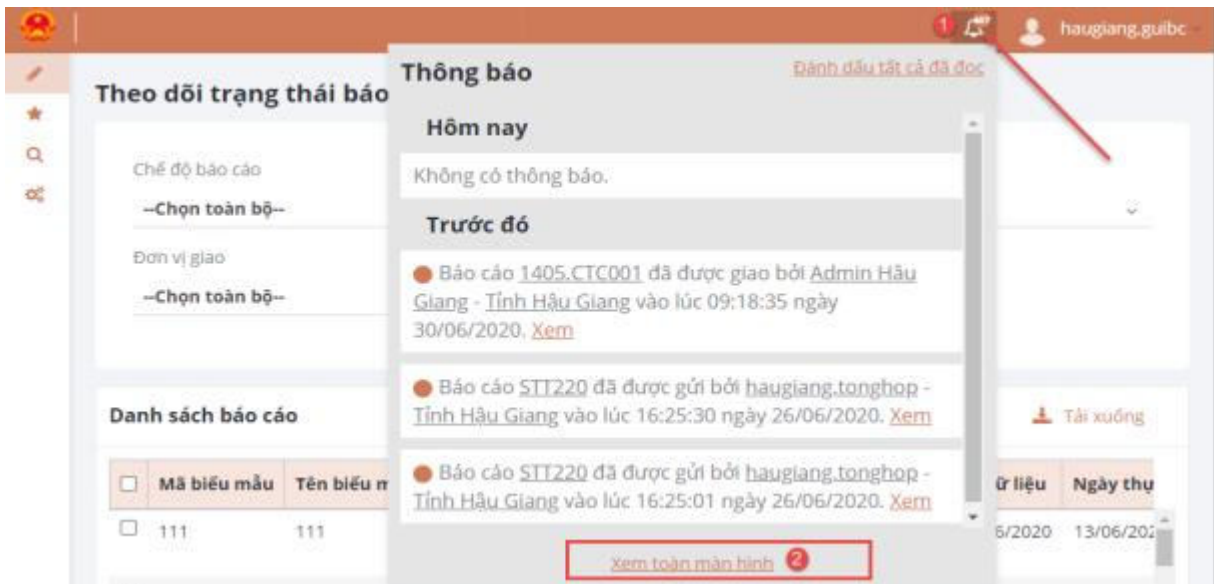 1
haugiang.guibc
Theo dõi trạng thái báo
Thông báo
Đánh dấu tất cả đã đọc
Hôm nay
Không có thông báo.
Trước đó
Báo cáo 1405.CTC001 đã được giao bởi Admin Hậu
Giang - Tỉnh Hậu Giang vào lúc 09:18:35 ngày
30/06/2020. Xem
Báo cáo STT220 đã được gửi bởi haugiang.tonghop -
Tỉnh Hậu Giang vào lúc 16:25:30 ngày 26/06/2020. Xem
Báo cáo STT220 đã được gửi bởi haugiang.tonghop -
Tỉnh Hậu Giang vào lúc 16:25:01 ngày 26/06/2020. Xem
Xem toàn màn hình 2
Chế độ báo cáo
--Chọn toàn bộ--
Đơn vị giao
--Chọn toàn bộ--
Danh sách báo cáo
Tải xuống
Mã biểu mẫu Tên biểu m ữ liệu Ngày thự
111 111 6/2020 13/06/202